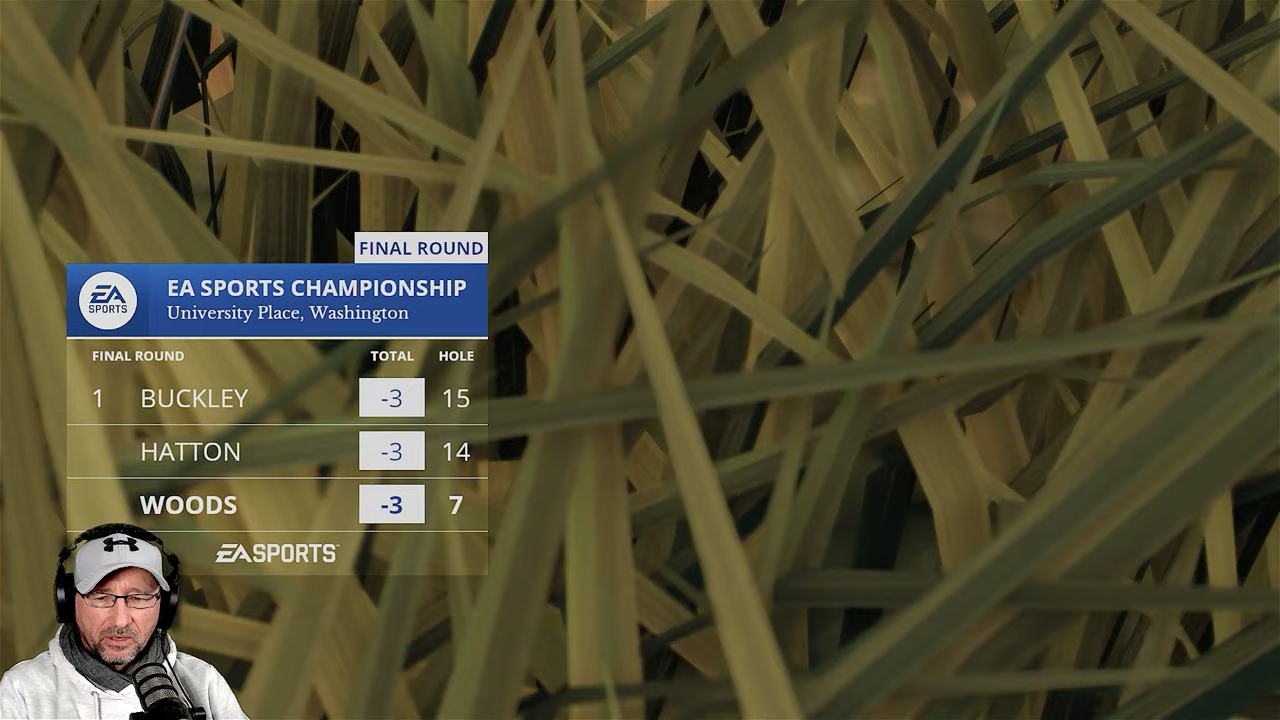 FINAL ROUND
EA SPORTS
EA SPORTS CHAMPIONSHIP
University Place, Washington
FINAL ROUND TOTAL HOLE
1 BUCKLEY -3 15
HATTON -3 14
WOODS -3 7
EA SPORTS™